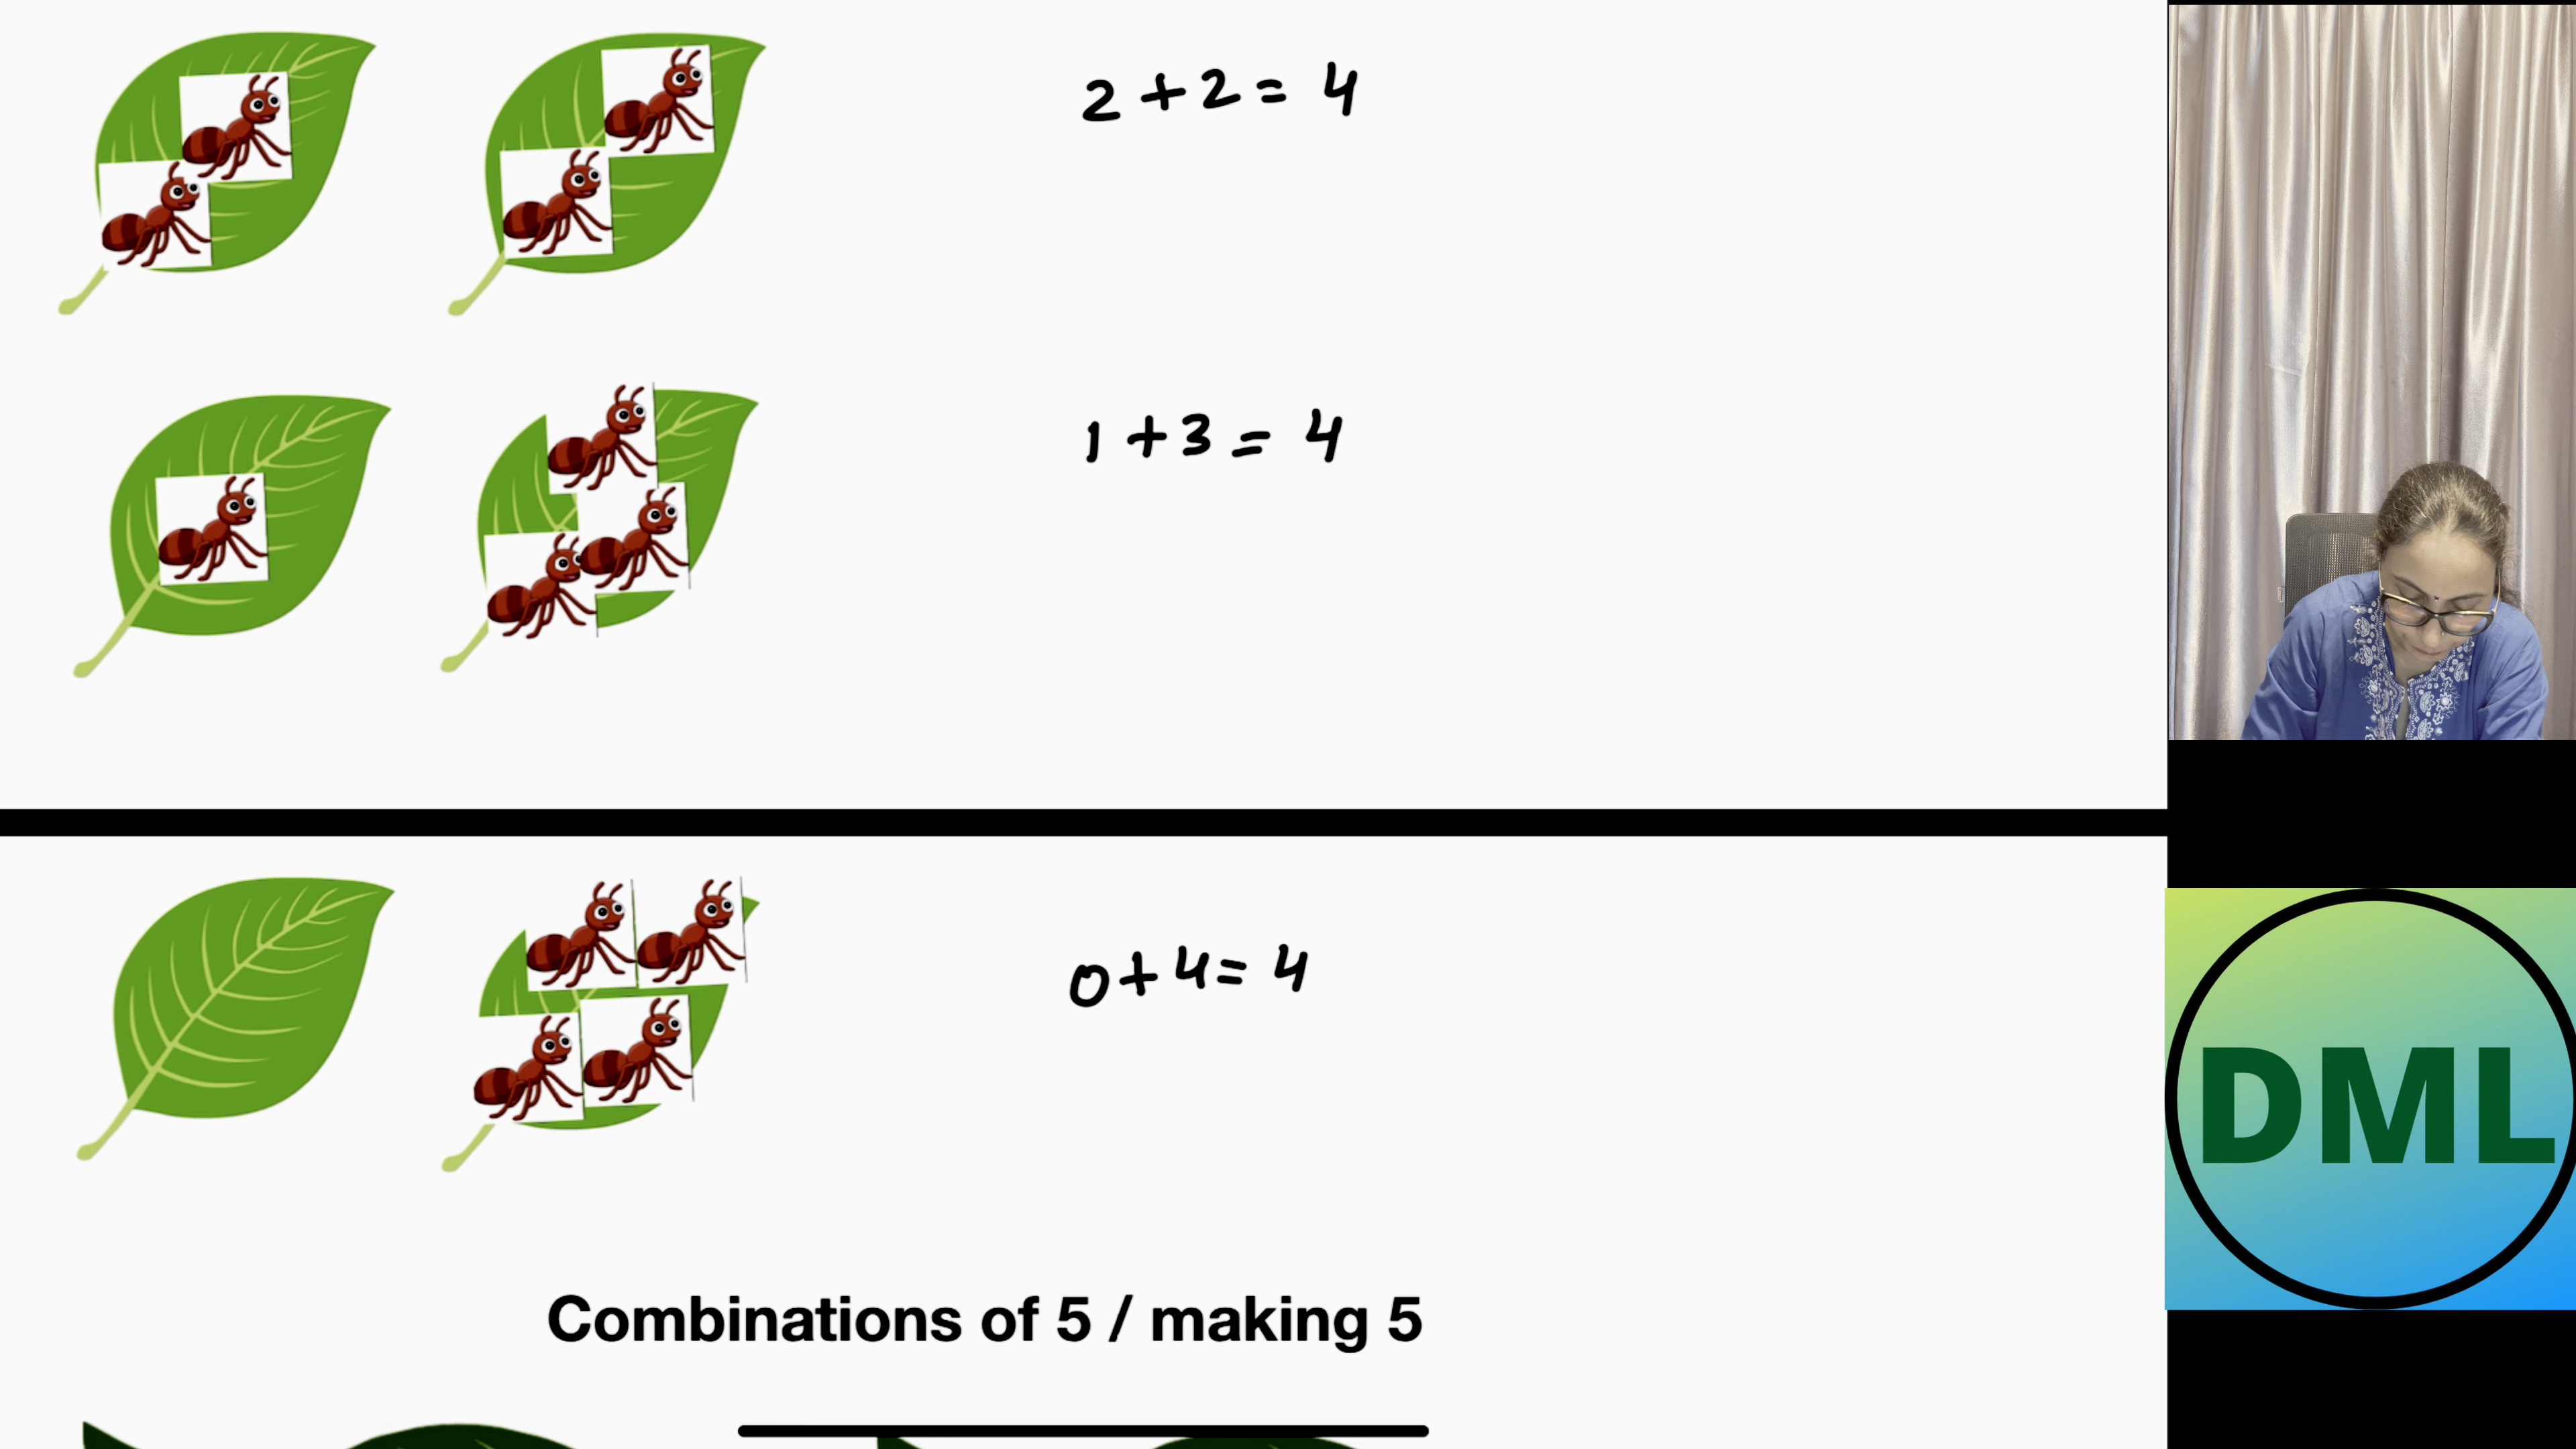 2 + 2 = 4
1 + 3 = 4
0 + 4 = 4
Combinations of 5 / making 5
DML